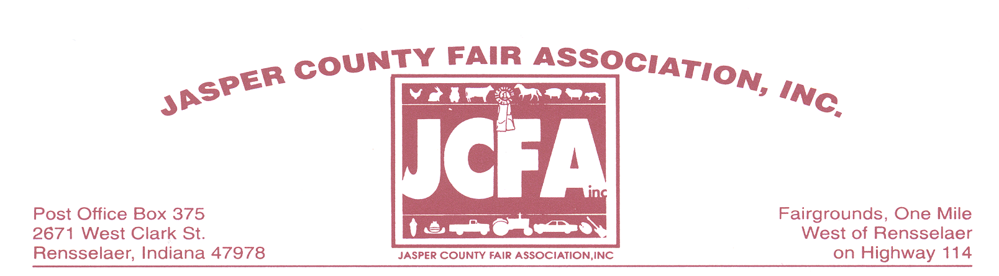 JASPER COUNTY FAIR ASSOCIATION, INC.
1
JCFA
inc
Post Office Box 375
2671 West Clark St.
Rensselaer, Indiana 47978
JASPER COUNTY FAIR ASSOCIATION,INC
Fairgrounds, One Mile
West of Rensselaer
on Highway 114